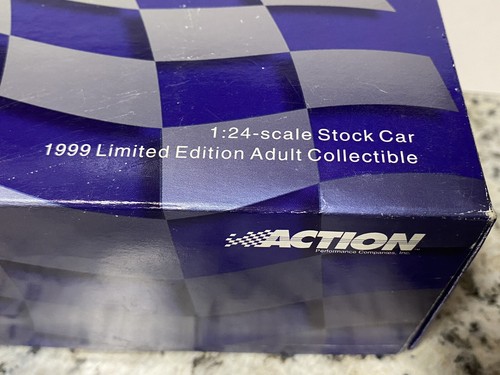 1:24-scale Stock Car
1999 Limited Edition Adult Collectible
ACTION
Performance Companies, Inc.